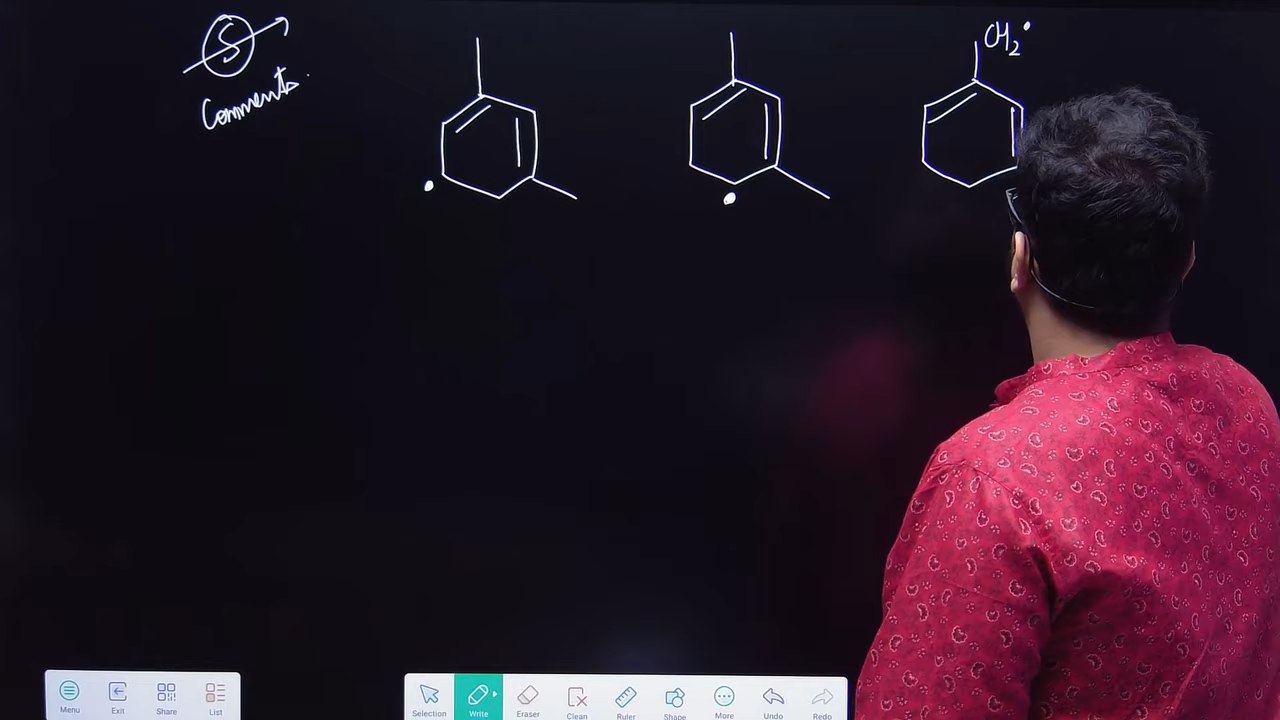 S
Comments
CH2•
Menu
Exit
Share
List
Selection
Write
Eraser
Clean
Ruler
Shape
More
Undo
Redo